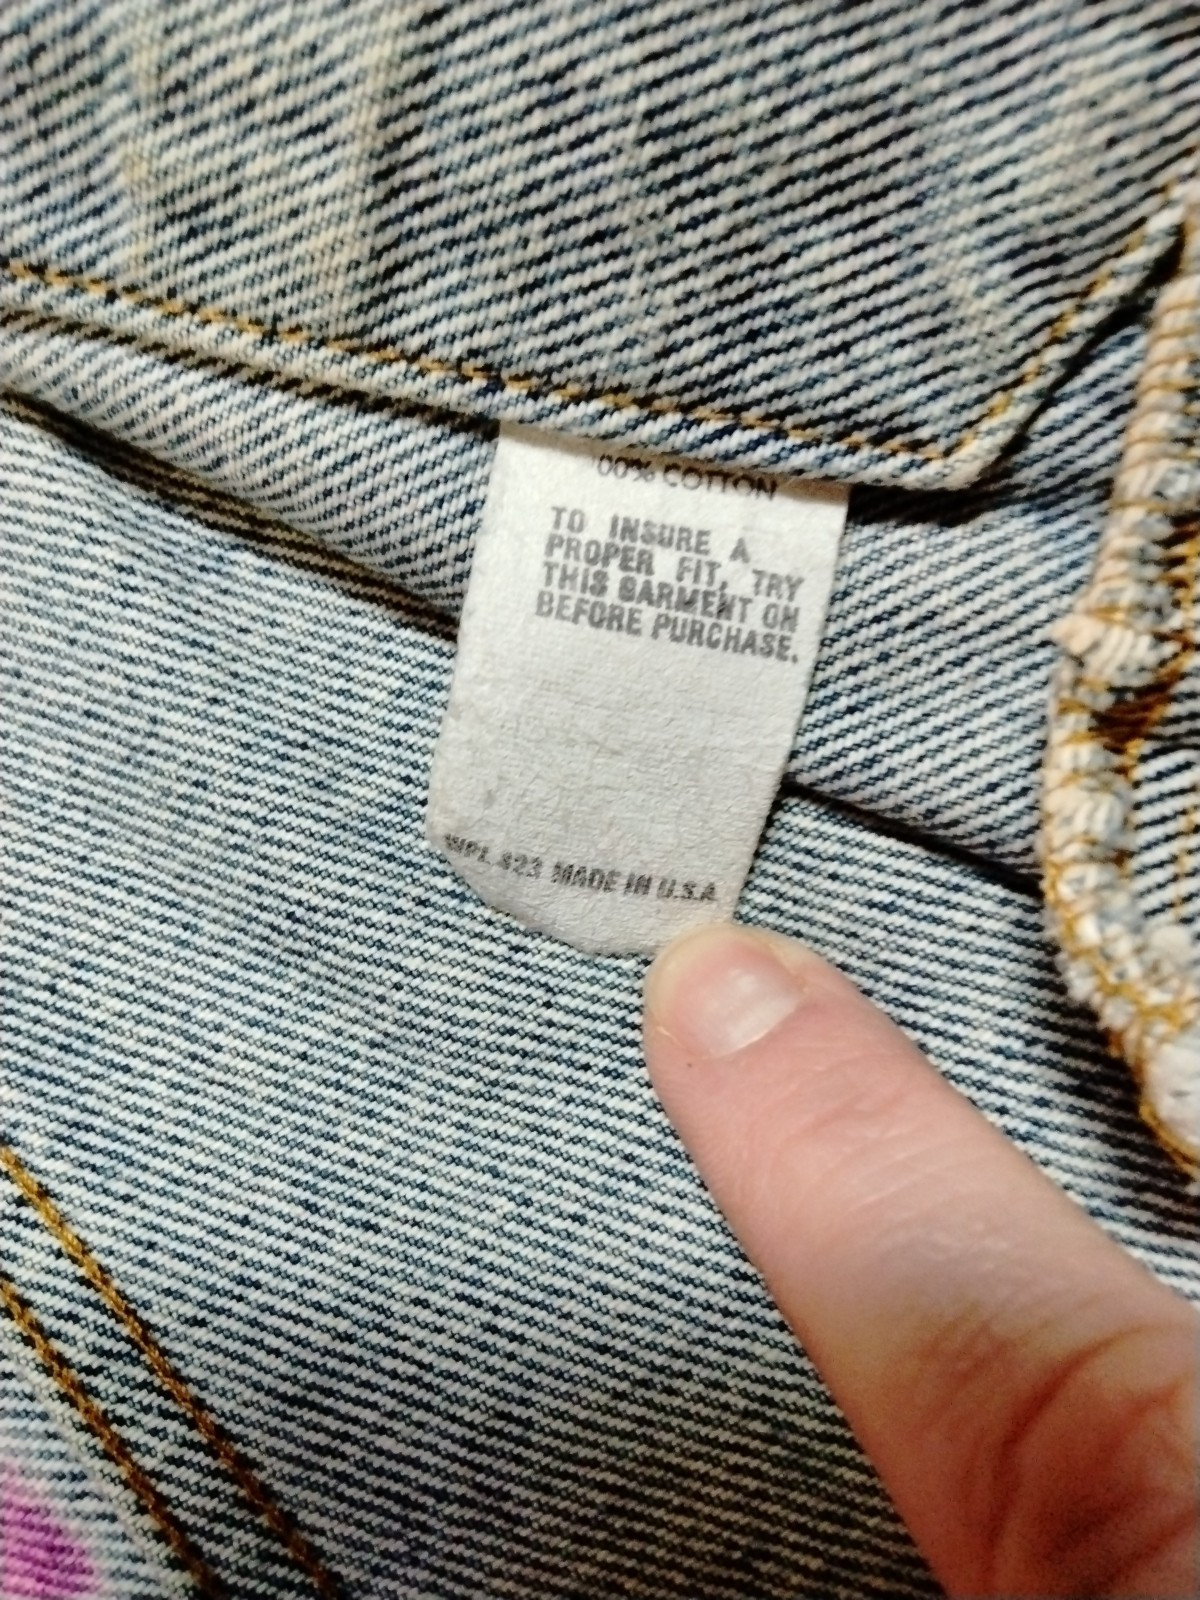 00% COTTON
TO INSURE A
PROPER FIT, TRY
THIS GARMENT ON
BEFORE PURCHASE.
WPL 423 MADE IN U.S.A.